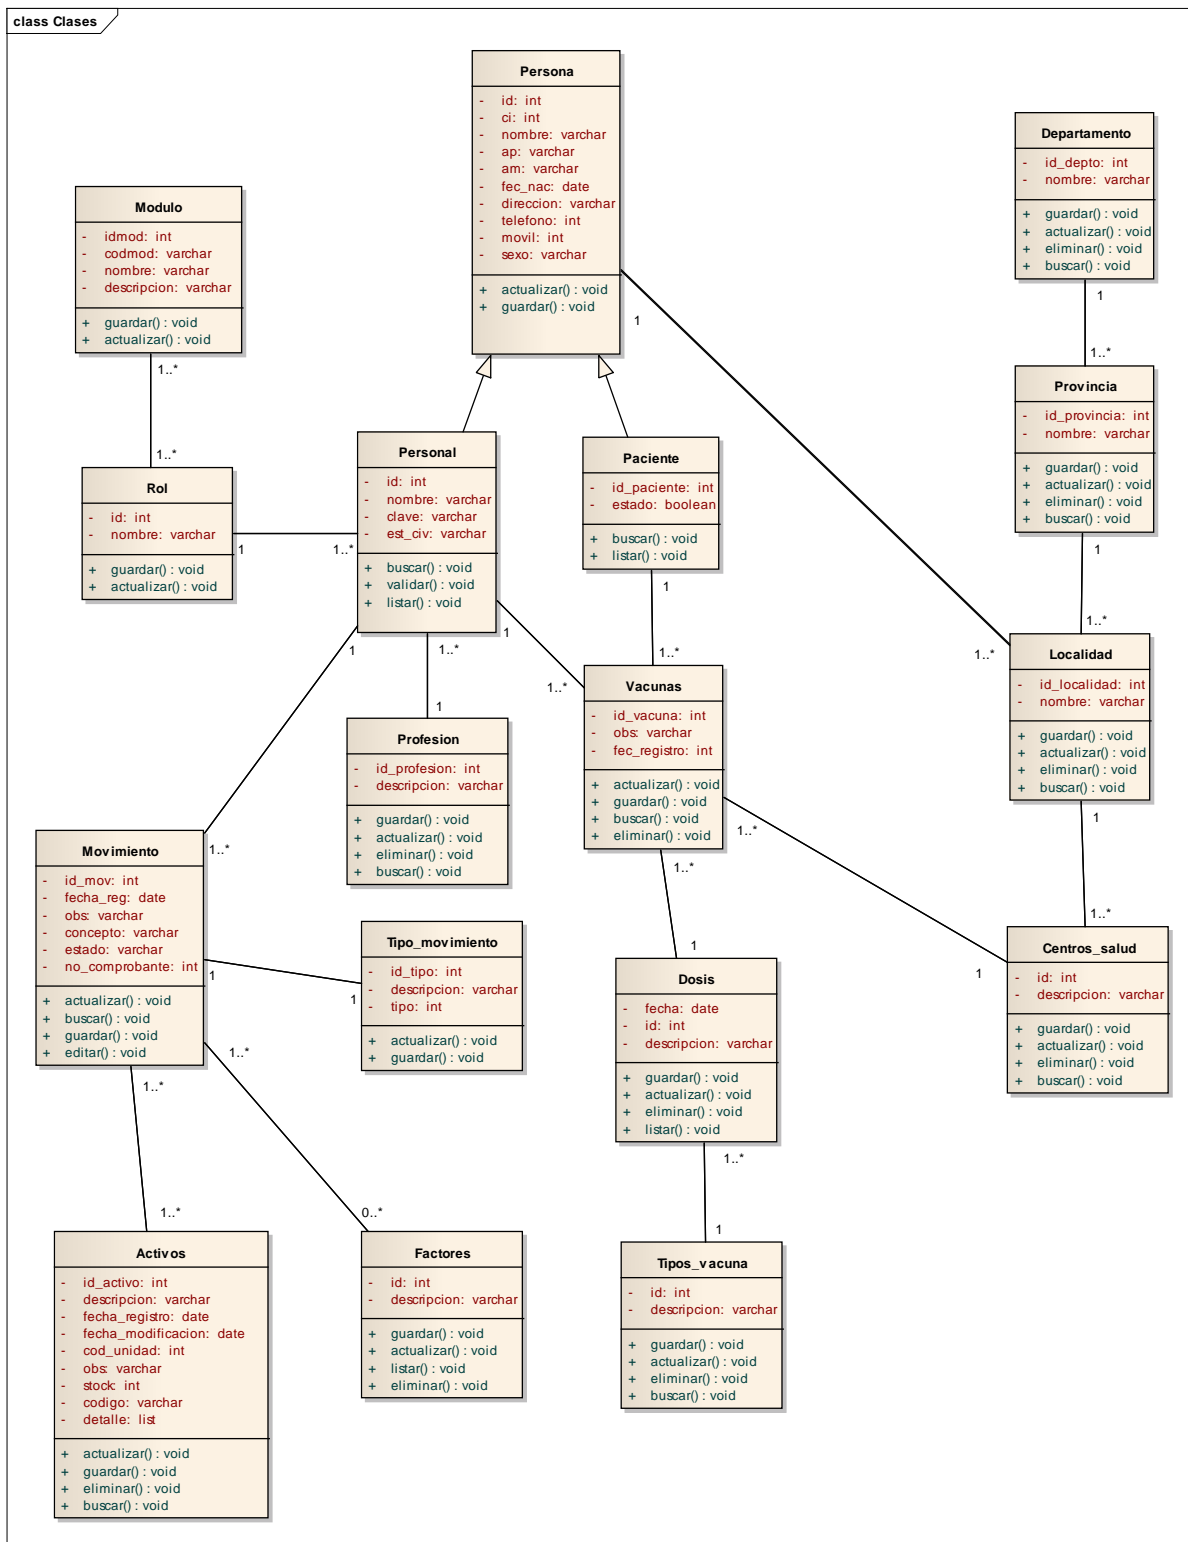 class Clases
Persona
- id: int
- ci: int
- nombre: varchar
- ap: varchar
- am: varchar
- fec_nac: date
- direccion: varchar
- telefono: int
- movil: int
- sexo: varchar
+ actualizar() : void
+ guardar() : void
1
1..*
Departamento
- id_depto: int
- nombre: varchar
+ guardar() : void
+ actualizar() : void
+ eliminar() : void
+ buscar() : void
1
1..*
Modulo
- idmod: int
- codmod: varchar
- nombre: varchar
- descripcion: varchar
+ guardar() : void
+ actualizar() : void
1..*
1..*
Provincia
- id_provincia: int
- nombre: varchar
+ guardar() : void
+ actualizar() : void
+ eliminar() : void
+ buscar() : void
1
1..*
Rol
- id: int
- nombre: varchar
+ guardar() : void
+ actualizar() : void
1
1..*
Personal
- id: int
- nombre: varchar
- clave: varchar
- est_civ: varchar
+ buscar() : void
+ validar() : void
+ listar() : void
1
1..*
1
1..*
Paciente
- id_paciente: int
- estado: boolean
+ buscar() : void
+ listar() : void
1
1..*
Localidad
- id_localidad: int
- nombre: varchar
+ guardar() : void
+ actualizar() : void
+ eliminar() : void
+ buscar() : void
1
1..*
Vacunas
- id_vacuna: int
- obs: varchar
- fec_registro: int
+ actualizar() : void
+ guardar() : void
+ buscar() : void
+ eliminar() : void
1..*
1..*
1
Profesion
- id_profesion: int
- descripcion: varchar
+ guardar() : void
+ actualizar() : void
+ eliminar() : void
+ buscar() : void
1
1..*
Movimiento
- id_mov: int
- fecha_reg: date
- obs: varchar
- concepto: varchar
- estado: varchar
- no_comprobante: int
+ actualizar() : void
+ buscar() : void
+ guardar() : void
+ editar() : void
1
1
1..*
1..*
Tipo_movimiento
- id_tipo: int
- descripcion: varchar
- tipo: int
+ actualizar() : void
+ guardar() : void
Centros_salud
- id: int
- descripcion: varchar
+ guardar() : void
+ actualizar() : void
+ eliminar() : void
+ buscar() : void
1
Dosis
- fecha: date
- id: int
- descripcion: varchar
+ guardar() : void
+ actualizar() : void
+ eliminar() : void
+ listar() : void
1..*
1
1..*
0..*
Activos
- id_activo: int
- descripcion: varchar
- fecha_registro: date
- fecha_modificacion: date
- cod_unidad: int
- obs: varchar
- stock: int
- codigo: varchar
- detalle: list
+ actualizar() : void
+ guardar() : void
+ eliminar() : void
+ buscar() : void
Factores
- id: int
- descripcion: varchar
+ guardar() : void
+ actualizar() : void
+ listar() : void
+ eliminar() : void
Tipos_vacuna
- id: int
- descripcion: varchar
+ guardar() : void
+ actualizar() : void
+ eliminar() : void
+ buscar() : void